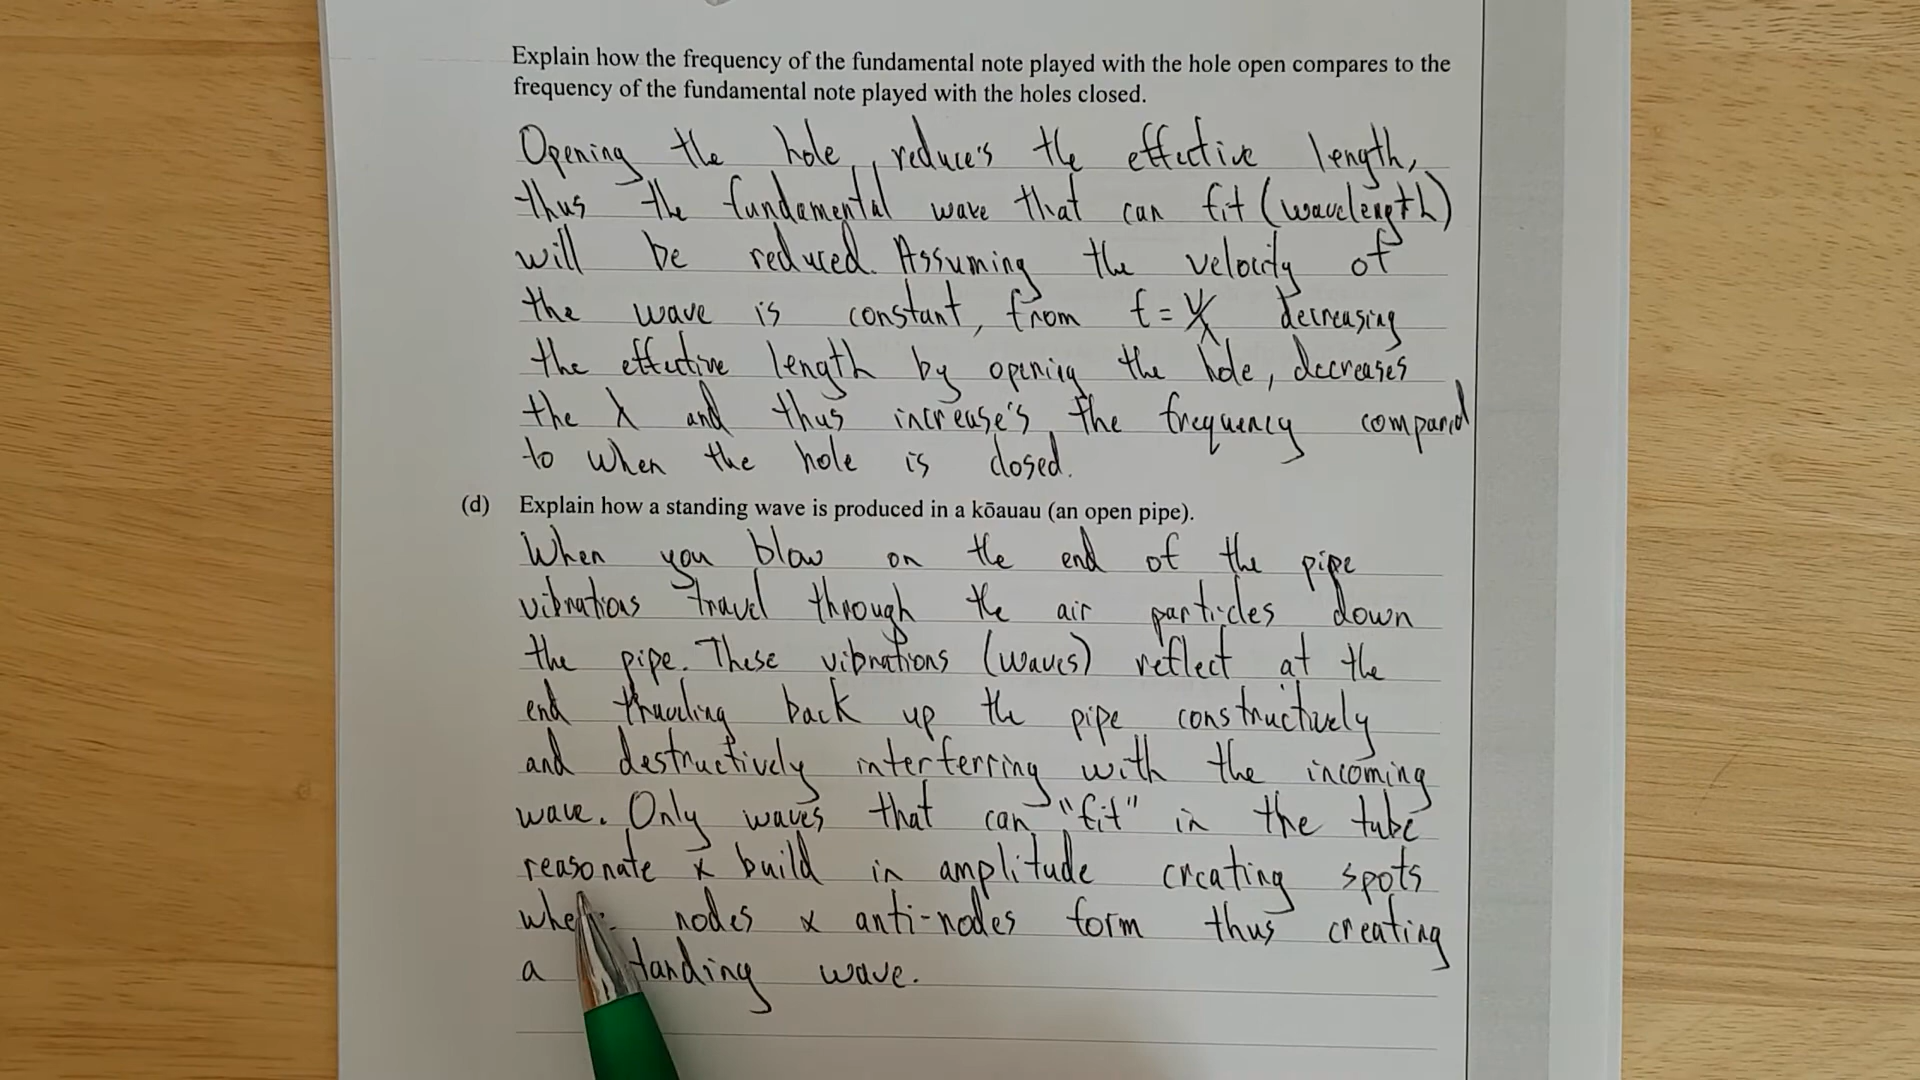 Explain how the frequency of the fundamental note played with the hole open compares to the
frequency of the fundamental note played with the holes closed.
Opening the hole, reduce's the effective length,
thus the fundamental wave that can fit (wavelength)
will be reduced. Assuming the velocity of
the wave is constant, from f = v/λ decreasing
the effective length by opening the hole, decreases
the λ and thus increase's the frequency compared
to when the hole is closed.
(d) Explain how a standing wave is produced in a kōauau (an open pipe).
When you blow on the end of the pipe
vibrations travel through the air particles down
the pipe. These vibrations (waves) reflect at the
end traveling back up the pipe constructively
and destructively interferring with the incoming
wave. Only waves that can "fit" in the tube
reasonate & build in amplitude creating spots
nodes & anti-nodes form thus creating
a standing wave.